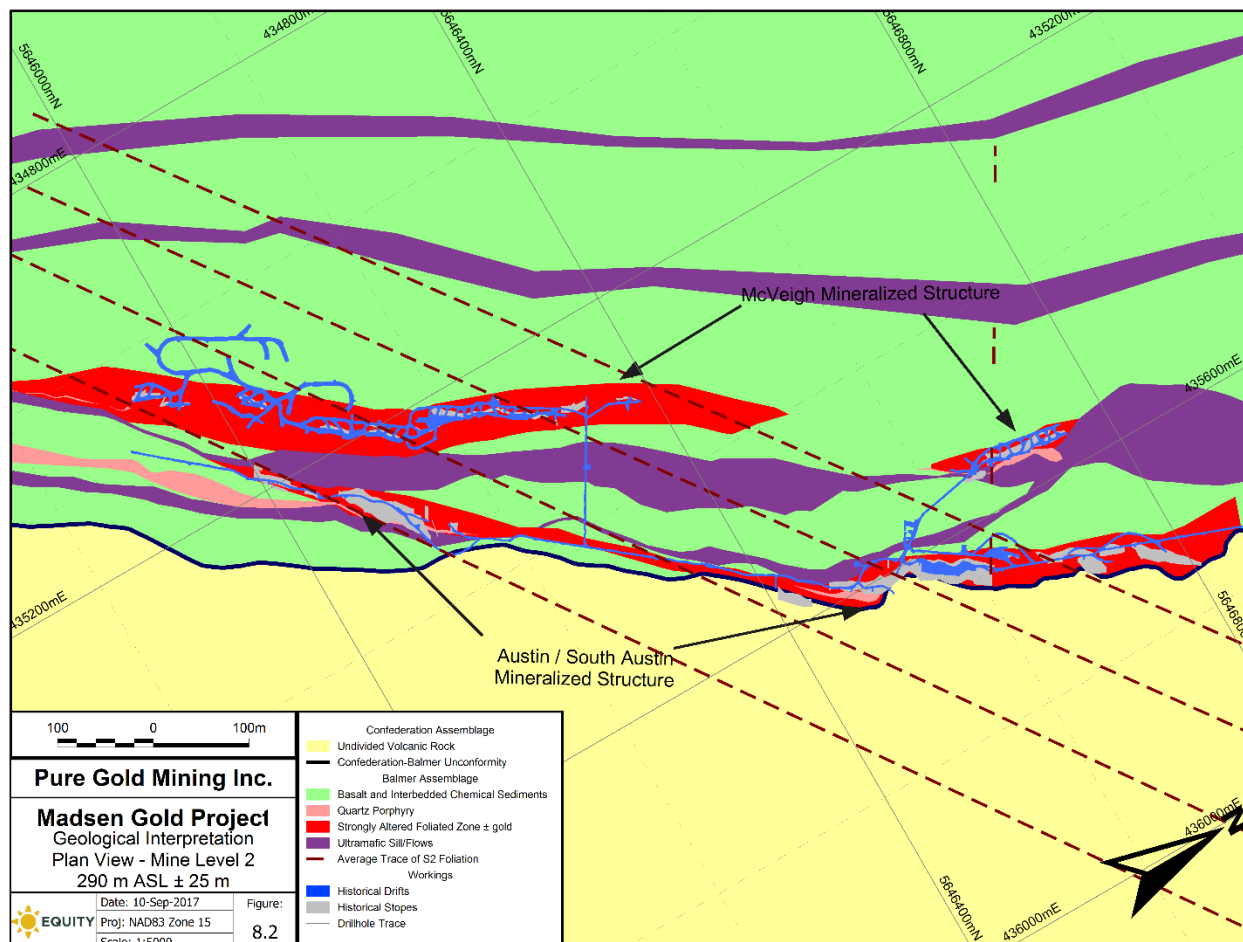 434800mE
5646400mN
5646800mN
435200mE
5646000mN
434800mE
McVeigh Mineralized Structure
435600mE
5646800m
435200mE
Austin / South Austin
Mineralized Structure
436000mE
5646400mN
436000mE
100 0 100m
Pure Gold Mining Inc.
Madsen Gold Project
Geological Interpretation
Plan View - Mine Level 2
290 m ASL ± 25 m
EQUITY
Date: 10-Sep-2017
Proj: NAD83 Zone 15
Scale: 1:5000
Figure:
8.2
Confederation Assemblage
Undivided Volcanic Rock
Confederation-Balmer Unconformity
Balmer Assemblage
Basalt and Interbedded Chemical Sediments
Quartz Porphyry
Strongly Altered Foliated Zone ± gold
Ultramafic Sill/Flows
Average Trace of S2 Foliation
Workings
Historical Drifts
Historical Stopes
Drillhole Trace